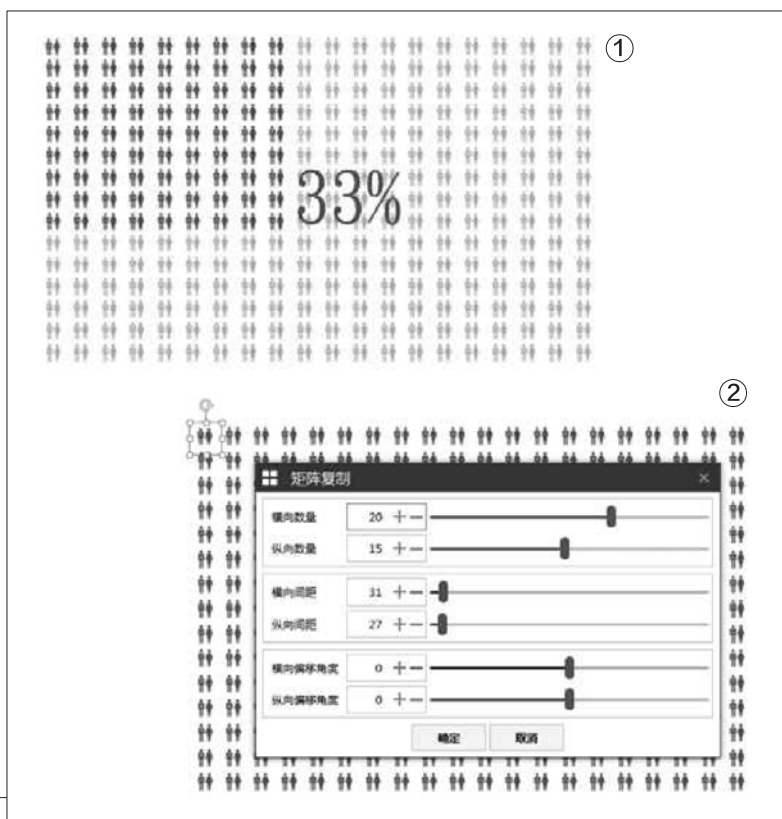 ①
33%
②
矩阵复制 ×
横向数量 20 + −
纵向数量 15 + −
横向间距 31 + −
纵向间距 27 + −
横向偏移角度 0 + −
纵向偏移角度 0 + −
确定 取消